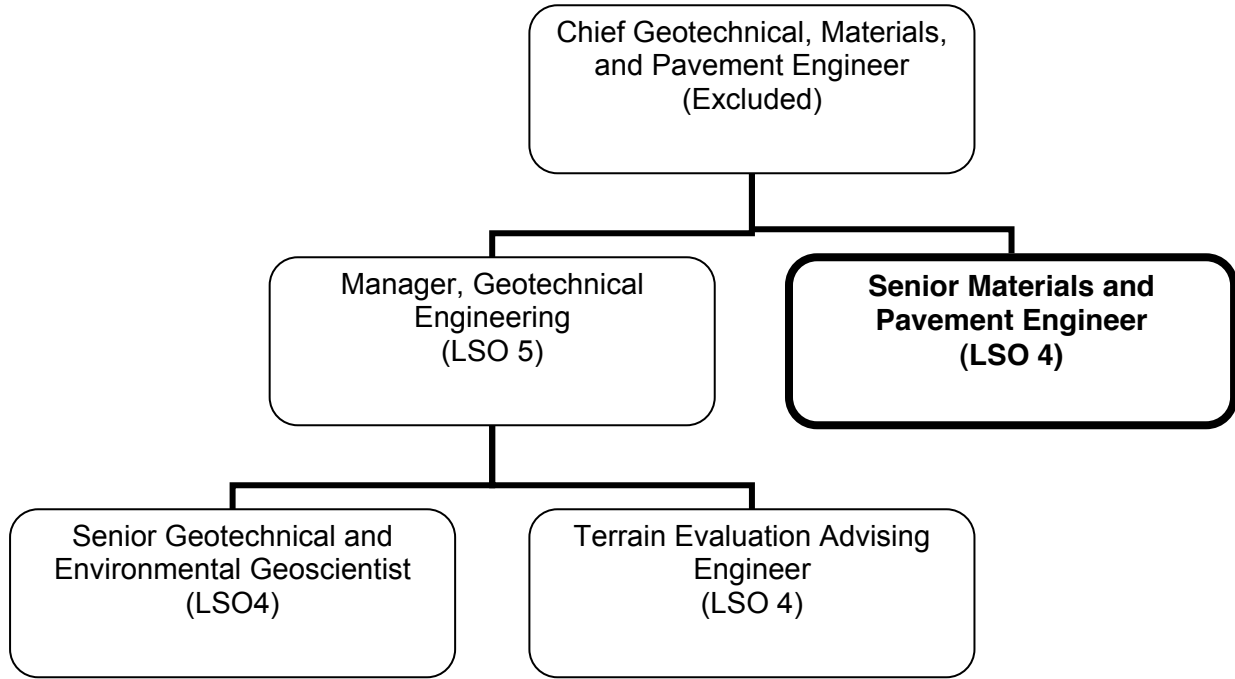 Chief Geotechnical, Materials,
and Pavement Engineer
(Excluded)
Manager, Geotechnical
Engineering
(LSO 5)
Senior Materials and
Pavement Engineer
(LSO 4)
Senior Geotechnical and
Environmental Geoscientist
(LSO4)
Terrain Evaluation Advising
Engineer
(LSO 4)